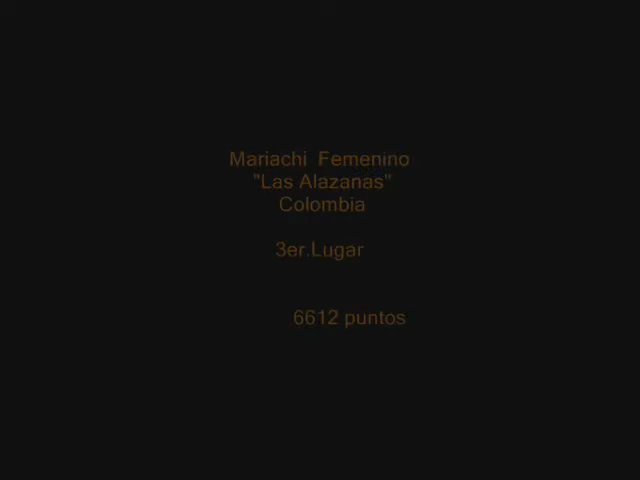 Mariachi Femenino
"Las Alazanas"
Colombia
3er.Lugar
6612 puntos